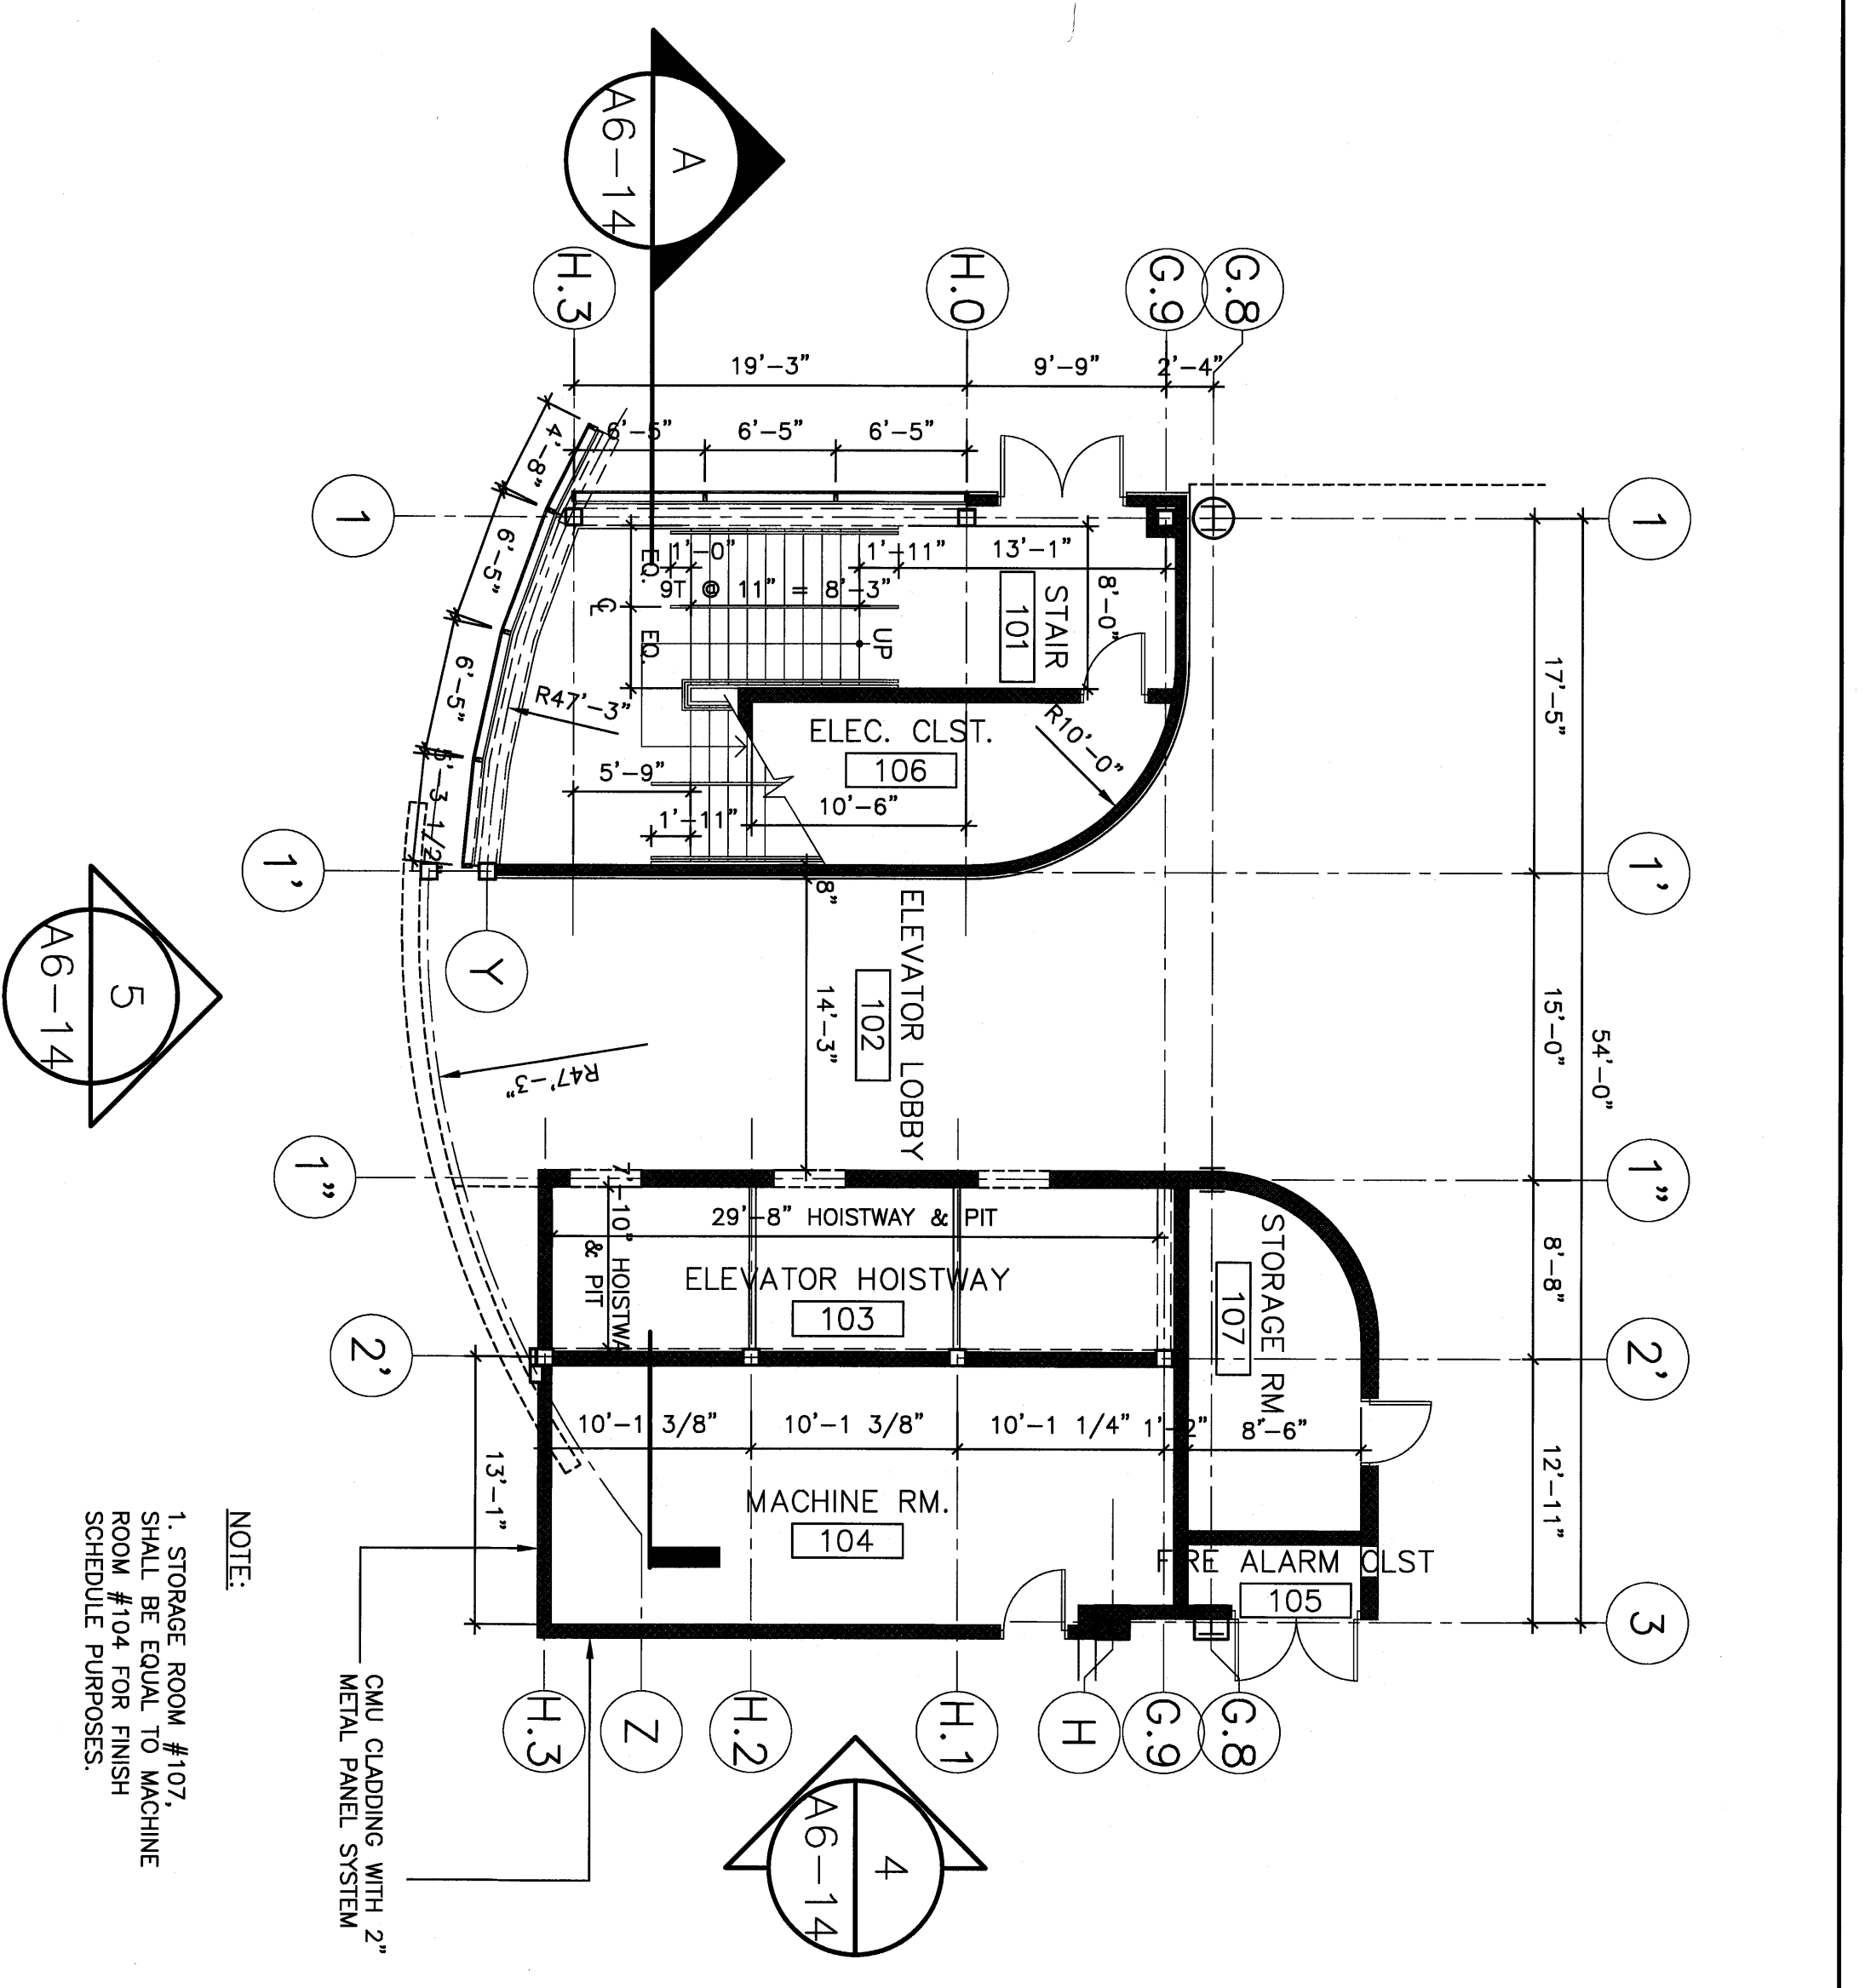 A
A6-14
H.3
H.0
G.9
G.8
19'-3"
9'-9"
2'-4"
6'-5"
6'-5"
6'-5"
4'-8"
6'-5"
6'-5"
5'-3 1/2"
1
1
1'-0"
1'-11"
13'-1"
EQ.
9T @ 11" = 8'-3"
8'-0"
STAIR
101
CL
EQ.
UP
17'-5"
R47'-3"
ELEC. CLST.
106
R10'-0"
5'-9"
10'-6"
1'-11"
1'
1'
8"
Y
ELEVATOR LOBBY
102
14'-3"
15'-0"
54'-0"
5
A6-14
R47'-3"
1"
1"
29'-8" HOISTWAY & PIT
7'-10" HOISTWA
& PIT
ELEVATOR HOISTWAY
103
STORAGE RM
107
8'-8"
2'
2'
10'-1 3/8"
10'-1 3/8"
10'-1 1/4"
1'-2"
8'-6"
13'-1"
12'-11"
MACHINE RM.
104
FIRE ALARM CLST
105
3
H.3
Z
H.2
H.1
H
G.9
G.8
4
A6-14
CMU CLADDING WITH 2"
METAL PANEL SYSTEM
NOTE:
1. STORAGE ROOM #107,
SHALL BE EQUAL TO MACHINE
ROOM #104 FOR FINISH
SCHEDULE PURPOSES.